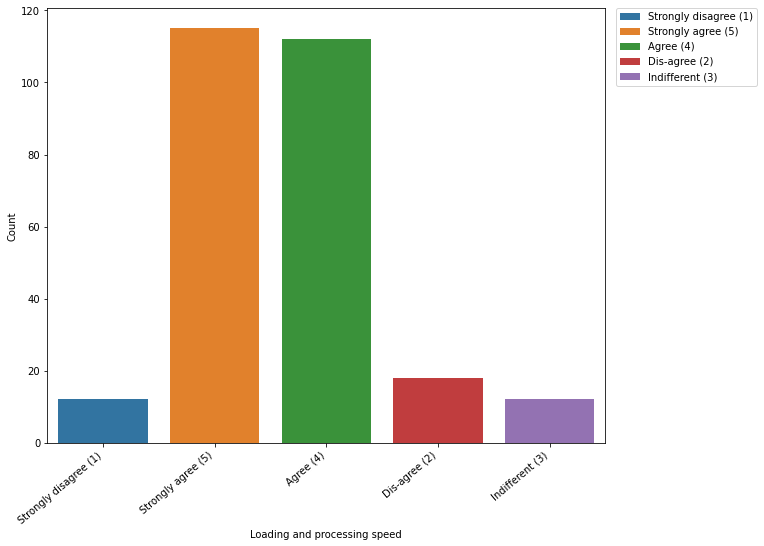 120
100
80
60
40
20
0
Count
Strongly disagree (1)
Strongly agree (5)
Agree (4)
Dis-agree (2)
Indifferent (3)
Loading and processing speed
Strongly disagree (1)
Strongly agree (5)
Agree (4)
Dis-agree (2)
Indifferent (3)